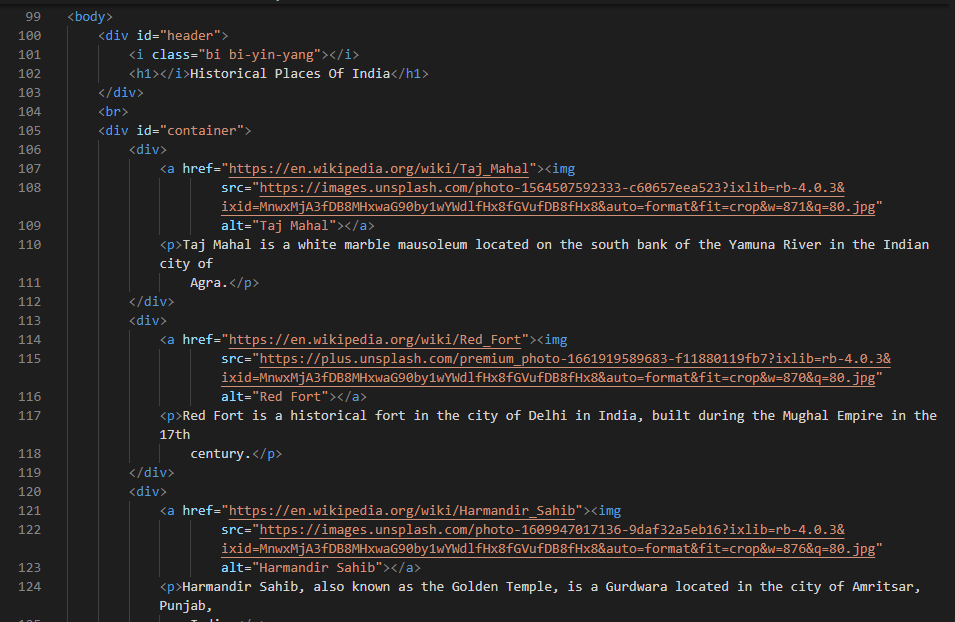 99 <body>
100 <div id="header">
101 <i class="bi bi-yin-yang"></i>
102 <h1></i>Historical Places Of India</h1>
103 </div>
104 <br>
105 <div id="container">
106 <div>
107 <a href="https://en.wikipedia.org/wiki/Taj_Mahal"><img
108 src="https://images.unsplash.com/photo-1564507592333-c60657eea523?ixlib=rb-4.0.3&
ixid=MnwxMjA3fDB8MHxwaG90by1wYWdlfHx8fGVufDB8fHx8&auto=format&fit=crop&w=871&q=80.jpg"
109 alt="Taj Mahal"></a>
110 <p>Taj Mahal is a white marble mausoleum located on the south bank of the Yamuna River in the Indian
city of
111 Agra.</p>
112 </div>
113 <div>
114 <a href="https://en.wikipedia.org/wiki/Red_Fort"><img
115 src="https://plus.unsplash.com/premium_photo-1661919589683-f11880119fb7?ixlib=rb-4.0.3&
ixid=MnwxMjA3fDB8MHxwaG90by1wYWdlfHx8fGVufDB8fHx8&auto=format&fit=crop&w=870&q=80.jpg"
116 alt="Red Fort"></a>
117 <p>Red Fort is a historical fort in the city of Delhi in India, built during the Mughal Empire in the
17th
118 century.</p>
119 </div>
120 <div>
121 <a href="https://en.wikipedia.org/wiki/Harmandir_Sahib"><img
122 src="https://images.unsplash.com/photo-1609947017136-9daf32a5eb16?ixlib=rb-4.0.3&
ixid=MnwxMjA3fDB8MHxwaG90by1wYWdlfHx8fGVufDB8fHx8&auto=format&fit=crop&w=876&q=80.jpg"
123 alt="Harmandir Sahib"></a>
124 <p>Harmandir Sahib, also known as the Golden Temple, is a Gurdwara located in the city of Amritsar,
Punjab,